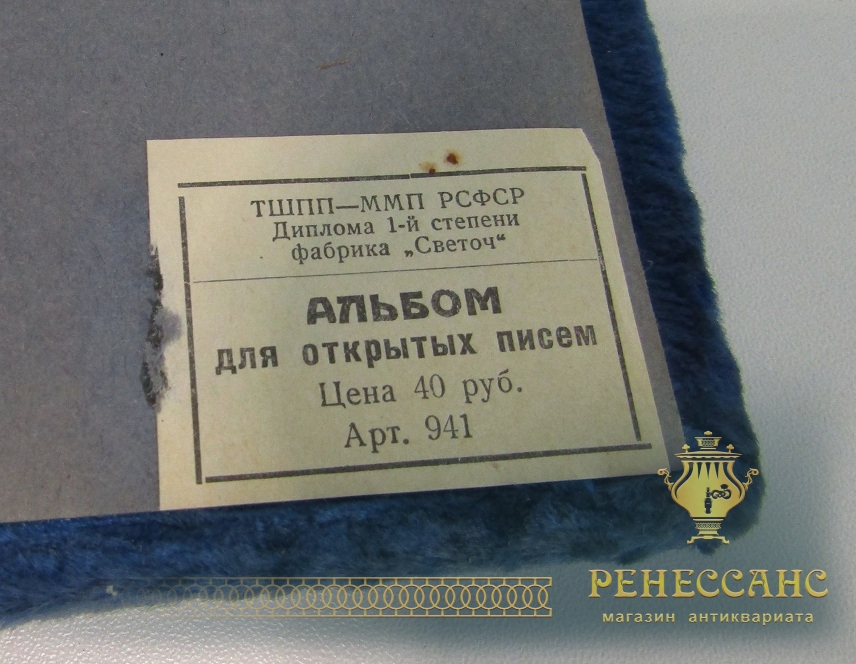 ТШПП—ММП РСФСР
Диплома 1-й степени
фабрика „Светоч“
АЛЬБОМ
для открытых писем
Цена 40 руб.
Арт. 941
РЕНЕССАНС
магазин антиквариата